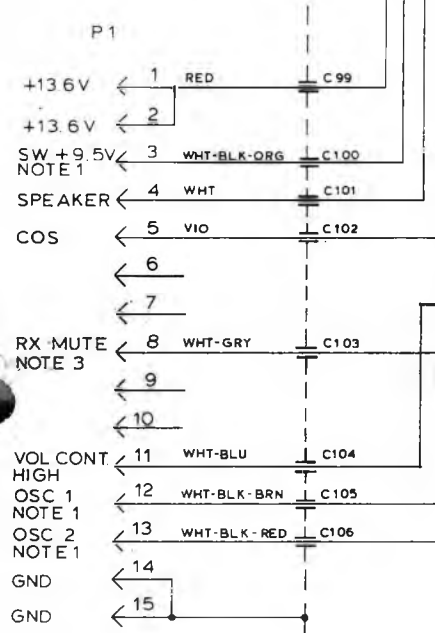 P1
+13.6V 1 RED C99
+13.6V 2
SW +9.5V 3 WHT-BLK-ORG C100
NOTE 1
SPEAKER 4 WHT C101
COS 5 VIO C102
6
7
RX MUTE 8 WHT-GRY C103
NOTE 3
9
10
VOL CONT. 11 WHT-BLU C104
HIGH
OSC 1 12 WHT-BLK-BRN C105
NOTE 1
OSC 2 13 WHT-BLK-RED C106
NOTE1
14
GND
15
GND